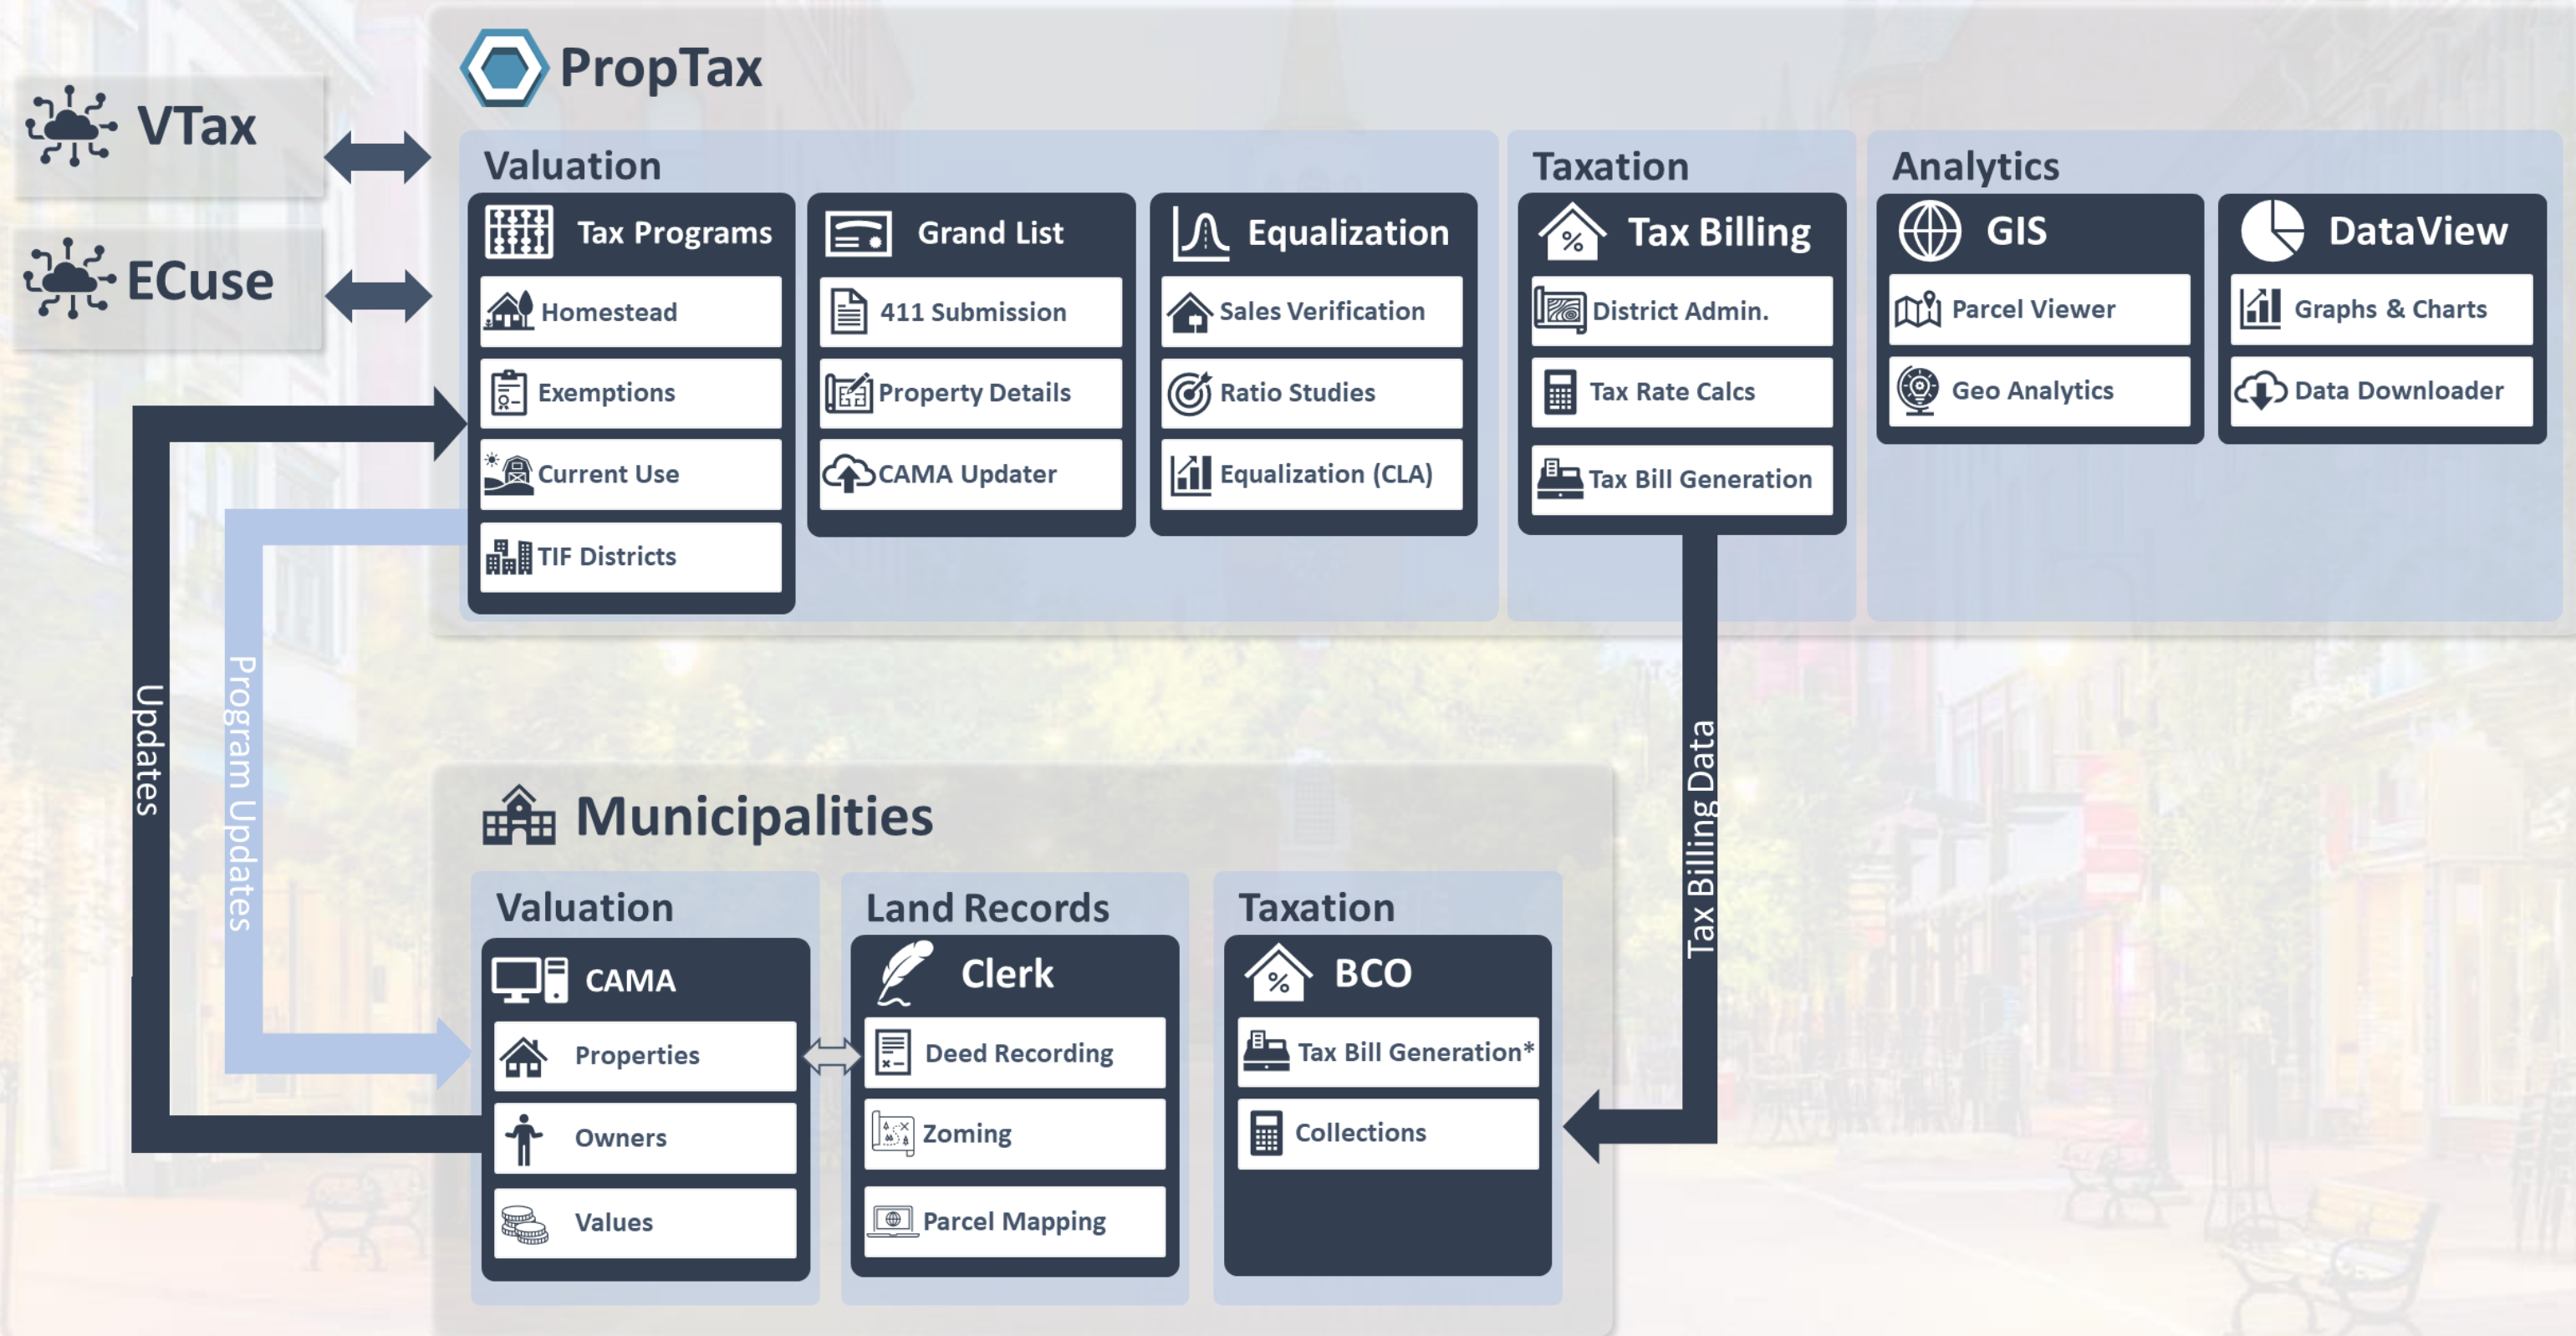 PropTax
VTax
ECuse
Valuation
Tax Programs
Homestead
Exemptions
Current Use
TIF Districts
Grand List
411 Submission
Property Details
CAMA Updater
Equalization
Sales Verification
Ratio Studies
Equalization (CLA)
Taxation
Tax Billing
District Admin.
Tax Rate Calcs
Tax Bill Generation
Analytics
GIS
Parcel Viewer
Geo Analytics
DataView
Graphs & Charts
Data Downloader
Updates
Program Updates
Tax Billing Data
Municipalities
Valuation
CAMA
Properties
Owners
Values
Land Records
Clerk
Deed Recording
Zoming
Parcel Mapping
Taxation
BCO
Tax Bill Generation*
Collections